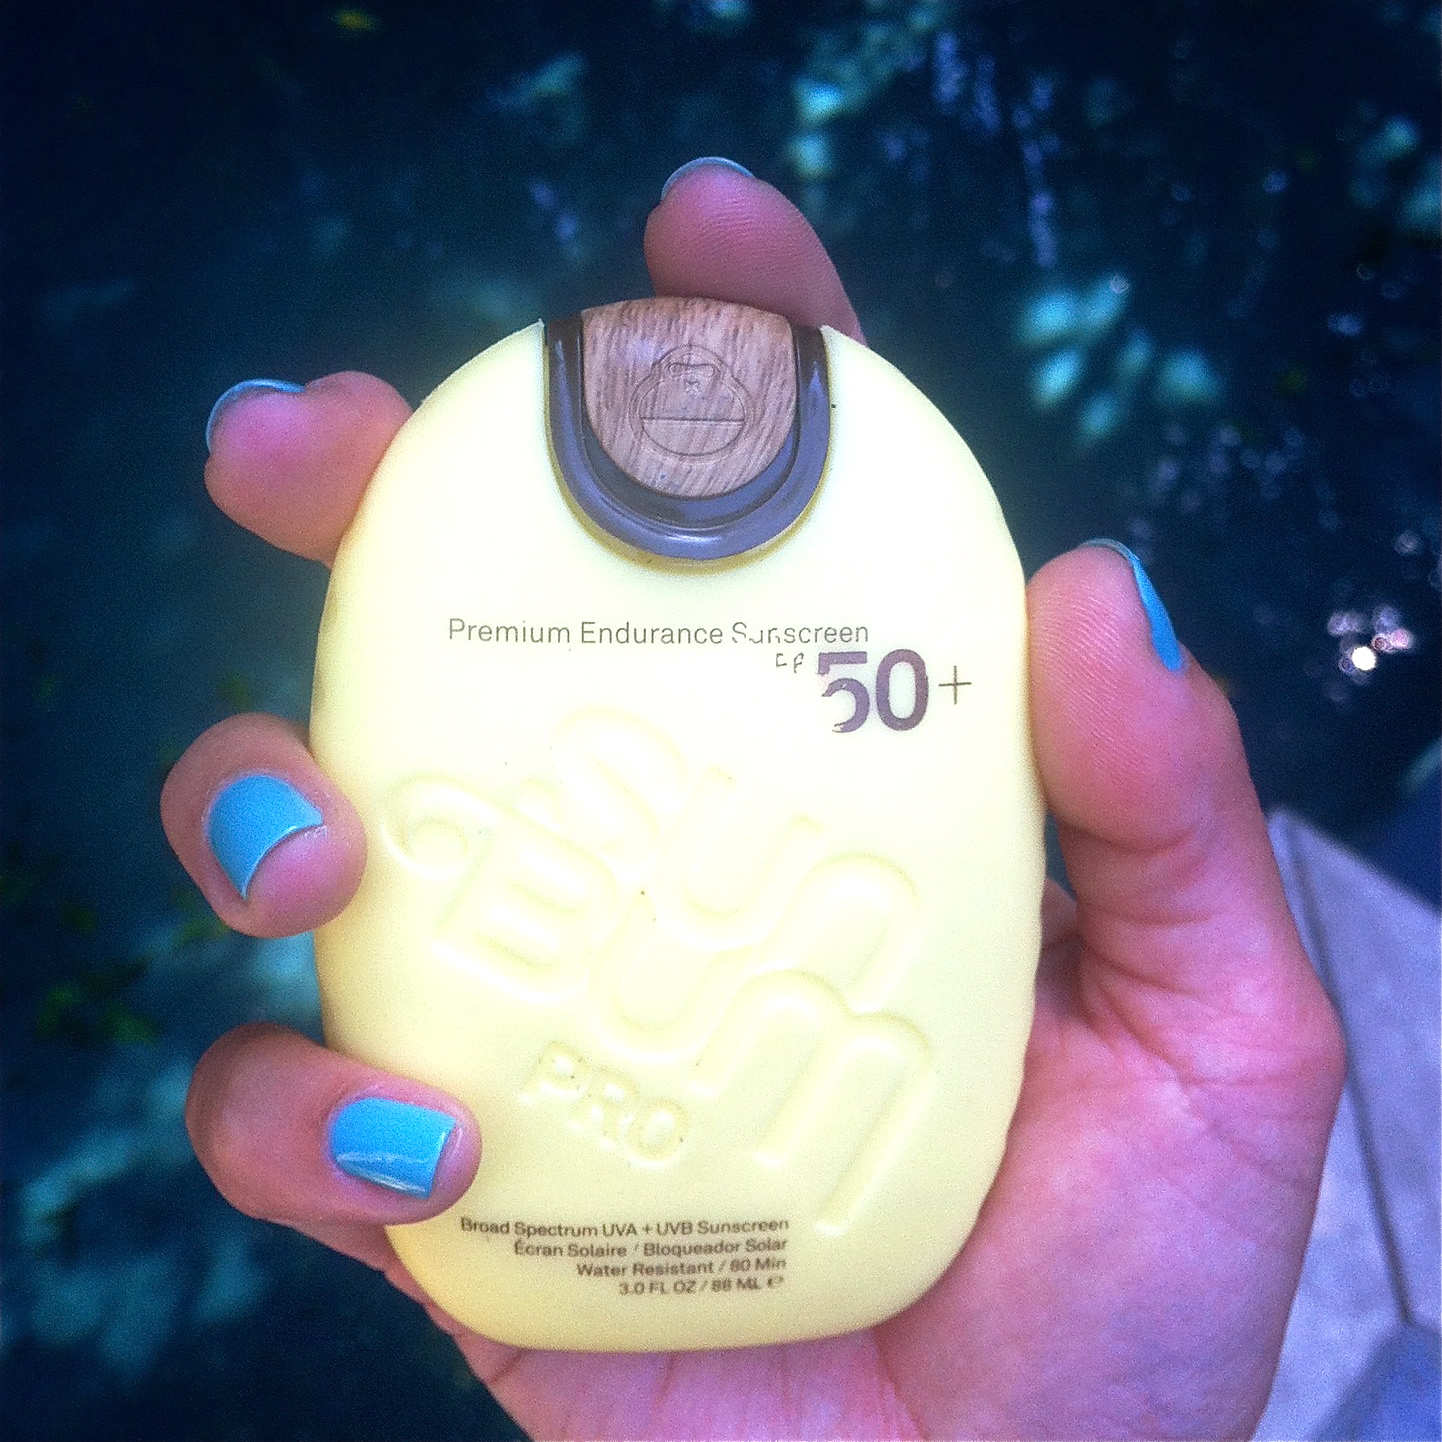 Premium Endurance Sunscreen
50+
Sun
Bum
PRO
Broad Spectrum UVA + UVB Sunscreen
Écran Solaire / Bloqueador Solar
Water Resistant / 80 Min
3.0 FL OZ / 88 ML ℮